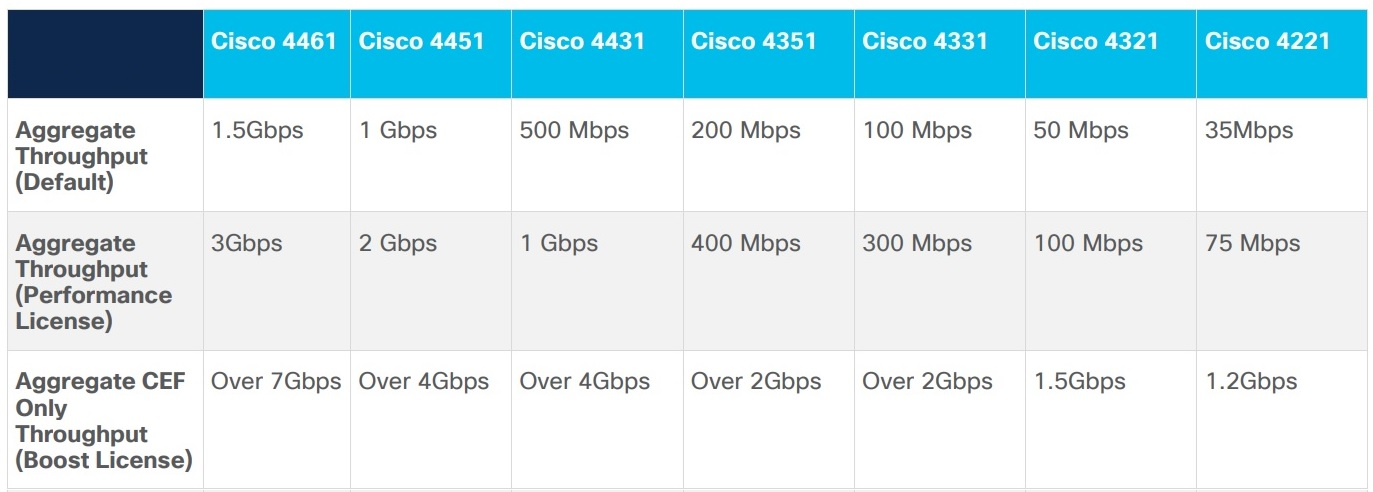 Cisco 4461 Cisco 4451 Cisco 4431 Cisco 4351 Cisco 4331 Cisco 4321 Cisco 4221
Aggregate
Throughput
(Default)
1.5Gbps 1 Gbps 500 Mbps 200 Mbps 100 Mbps 50 Mbps 35Mbps
Aggregate
Throughput
(Performance
License)
3Gbps 2 Gbps 1 Gbps 400 Mbps 300 Mbps 100 Mbps 75 Mbps
Aggregate CEF
Only
Throughput
(Boost License)
Over 7Gbps Over 4Gbps Over 4Gbps Over 2Gbps Over 2Gbps 1.5Gbps 1.2Gbps